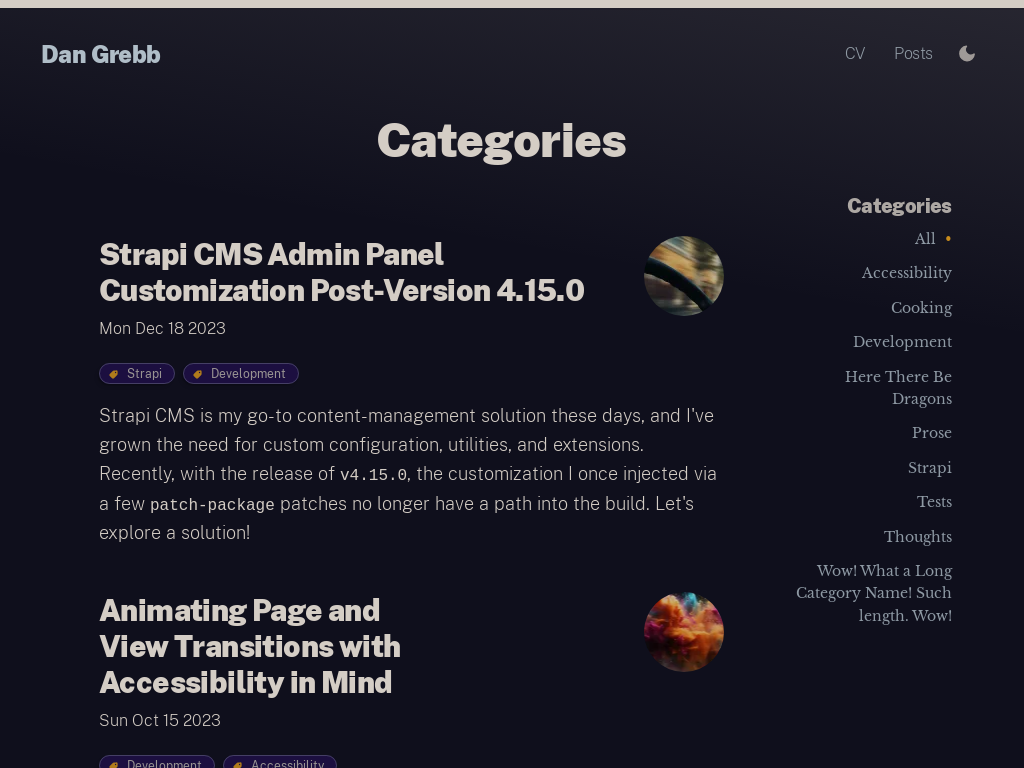 Dan Grebb
CV
Posts
Categories
Strapi CMS Admin Panel
Customization Post-Version 4.15.0
Mon Dec 18 2023
Strapi
Development
Strapi CMS is my go-to content-management solution these days, and I've
grown the need for custom configuration, utilities, and extensions.
Recently, with the release of v4.15.0, the customization I once injected via
a few patch-package patches no longer have a path into the build. Let's
explore a solution!
Animating Page and
View Transitions with
Accessibility in Mind
Sun Oct 15 2023
Development
Accessibility
Categories
All
Accessibility
Cooking
Development
Here There Be
Dragons
Prose
Strapi
Tests
Thoughts
Wow! What a Long
Category Name! Such
length. Wow!